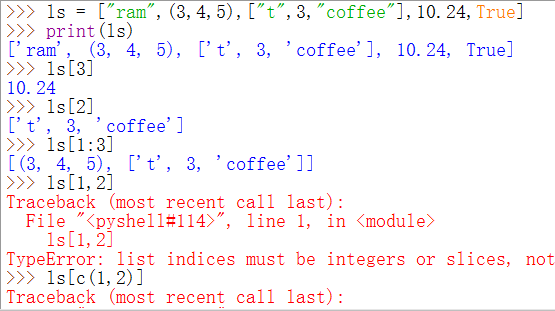 >>> ls = ["ram",(3,4,5),["t",3,"coffee"],10.24,True]
>>> print(ls)
['ram', (3, 4, 5), ['t', 3, 'coffee'], 10.24, True]
>>> ls[3]
10.24
>>> ls[2]
['t', 3, 'coffee']
>>> ls[1:3]
[(3, 4, 5), ['t', 3, 'coffee']]
>>> ls[1,2]
Traceback (most recent call last):
  File "<pyshell#114>", line 1, in <module>
    ls[1,2]
TypeError: list indices must be integers or slices, not
>>> ls[c(1,2)]
Traceback (most recent call last):